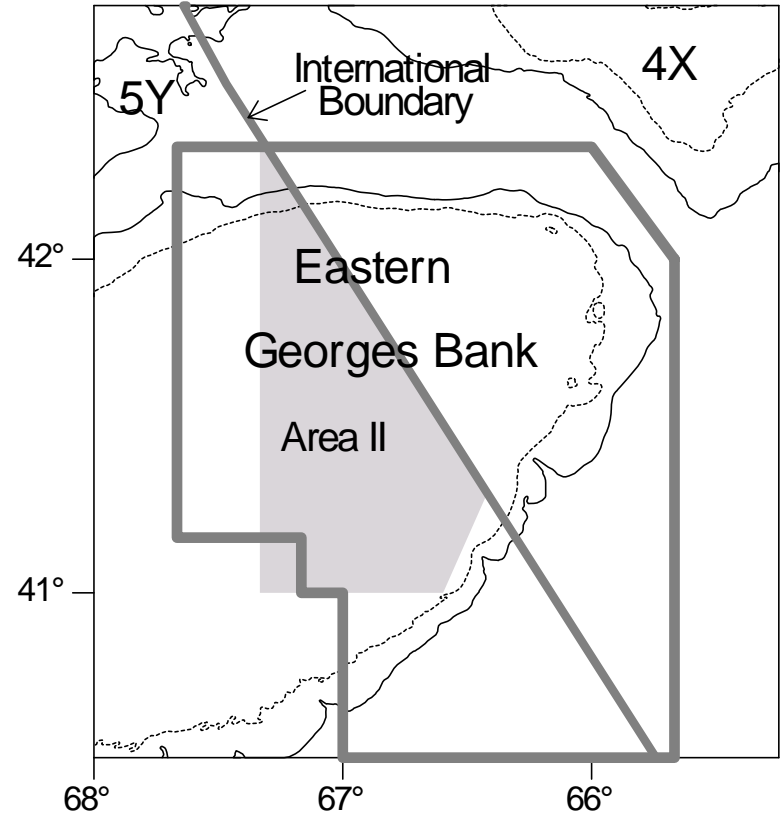 4X
5Y
International
Boundary
42°
Eastern
Georges Bank
Area II
41°
68°
67°
66°